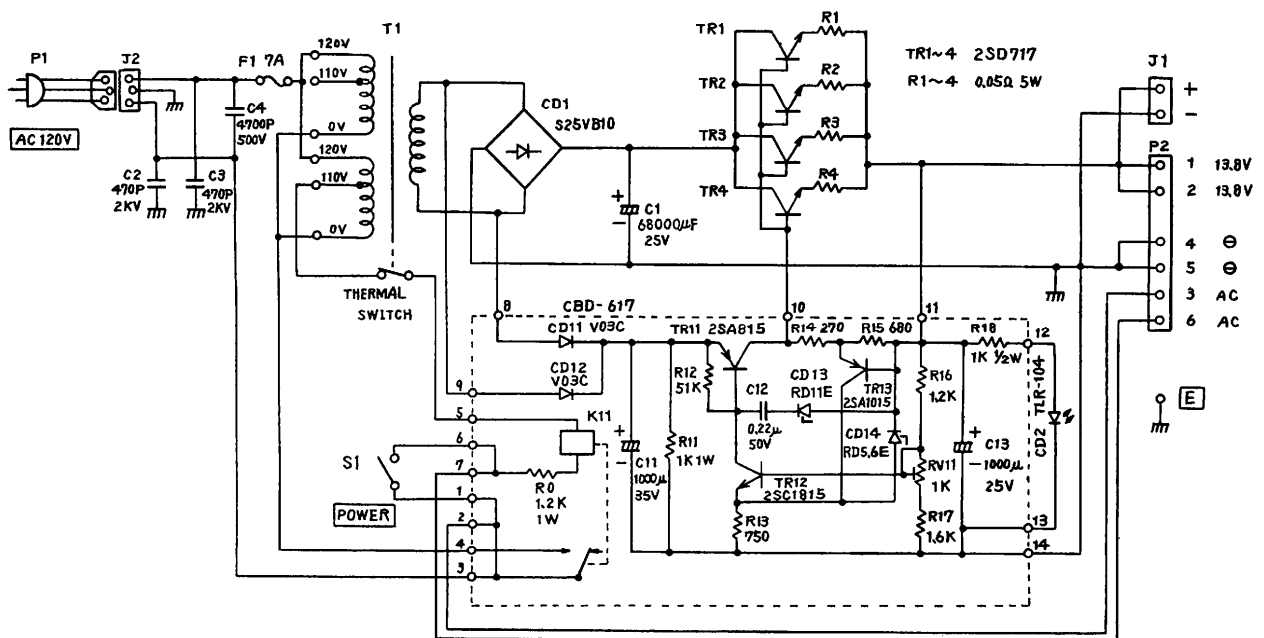 T1
P1
J2
F1 7A
120V
110V
0V
120V
110V
0V
AC 120V
C4
4700P
500V
C2
470P
2KV
C3
470P
2KV
THERMAL
SWITCH
CD1
S25VB10
C1
68000μF
25V
+
-
TR1
R1
TR2
R2
TR3
R3
TR4
R4
TR1~4 2SD717
R1~4 0.05Ω 5W
J1
+
-
P2
1 13.8V
2 13.8V
4 ⊖
5 ⊖
3 AC
6 AC
E
8
CBD-617
10
11
CD11 V03C
CD12
V03C
9
5
6
7
1
2
4
3
S1
POWER
K11
R0
1.2K
1W
TR11 2SA815
R12
51K
R11
1K 1W
+
-
C11
1000μ
35V
C12
0.22μ
50V
CD13
RD11E
R14 270
R15 680
TR13
2SA1015
CD14
RD5.6E
TR12
2SC1815
R13
750
R16
1.2K
RV11
1K
R17
1.6K
R18
1K ½W
12
CD2 TLR-104
+
C13
-1000μ
25V
13
14